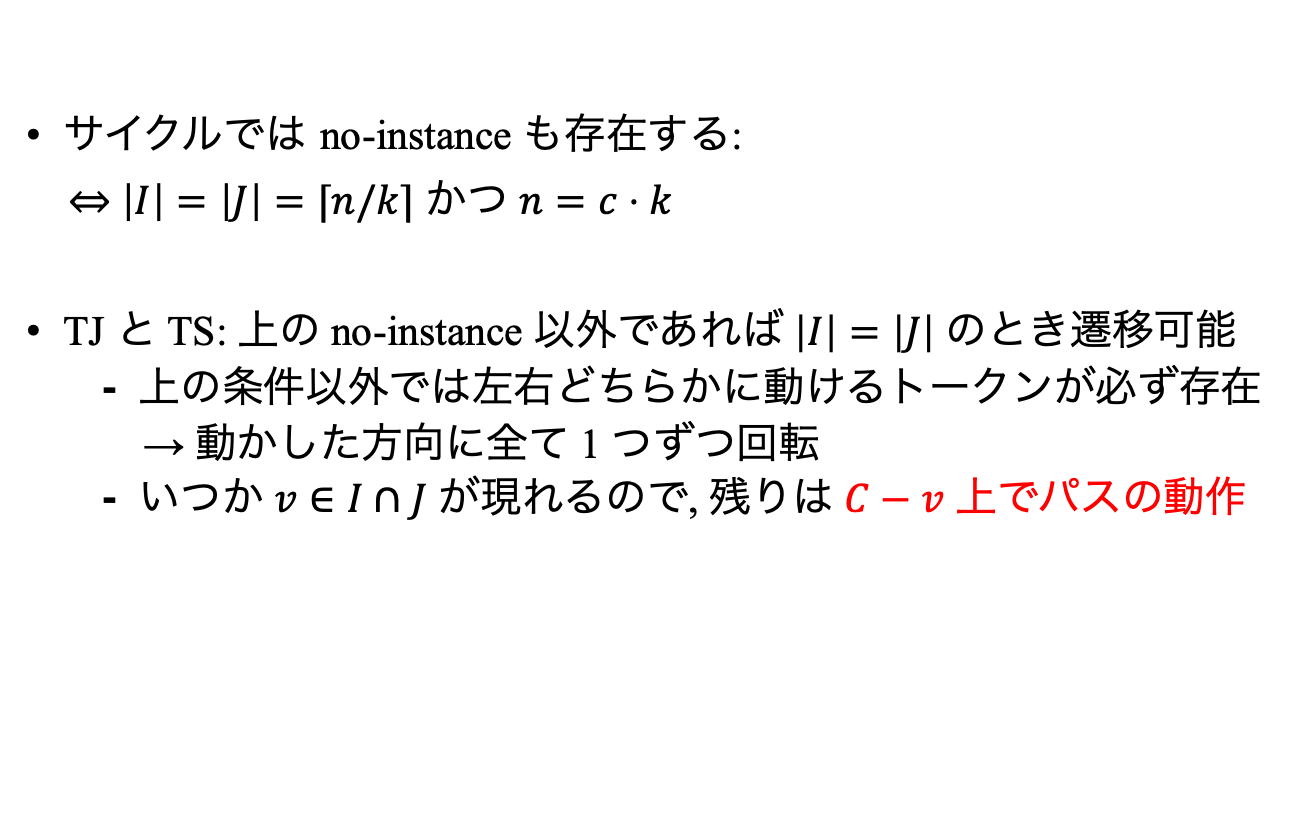 • サイクルでは no-instance も存在する:
⇔ |I| = |J| = ⌈n/k⌉ かつ n = c · k
• TJ と TS: 上の no-instance 以外であれば |I| = |J| のとき遷移可能
- 上の条件以外では左右どちらかに動けるトークンが必ず存在
→ 動かした方向に全て 1 つずつ回転
- いつか v ∈ I ∩ J が現れるので, 残りは C − v 上でパスの動作